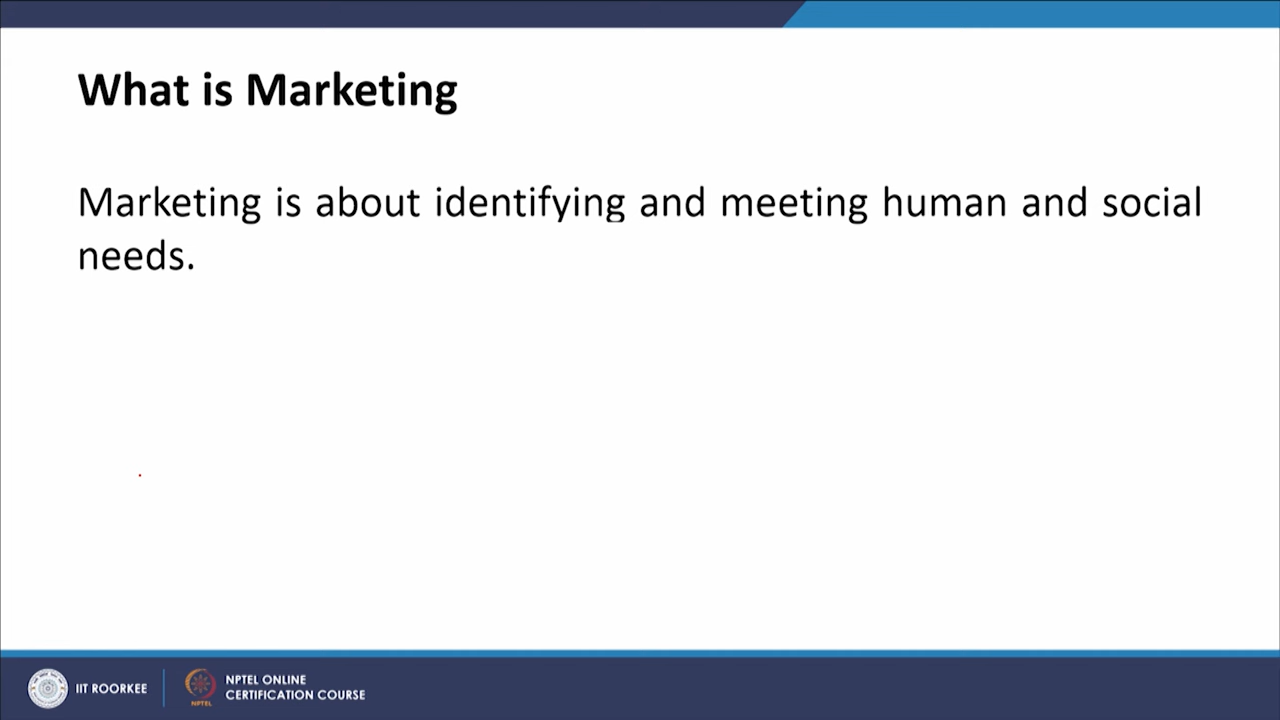 What is Marketing
Marketing is about identifying and meeting human and social
needs.
IIT ROORKEE
NPTEL ONLINE
CERTIFICATION COURSE
NPTEL